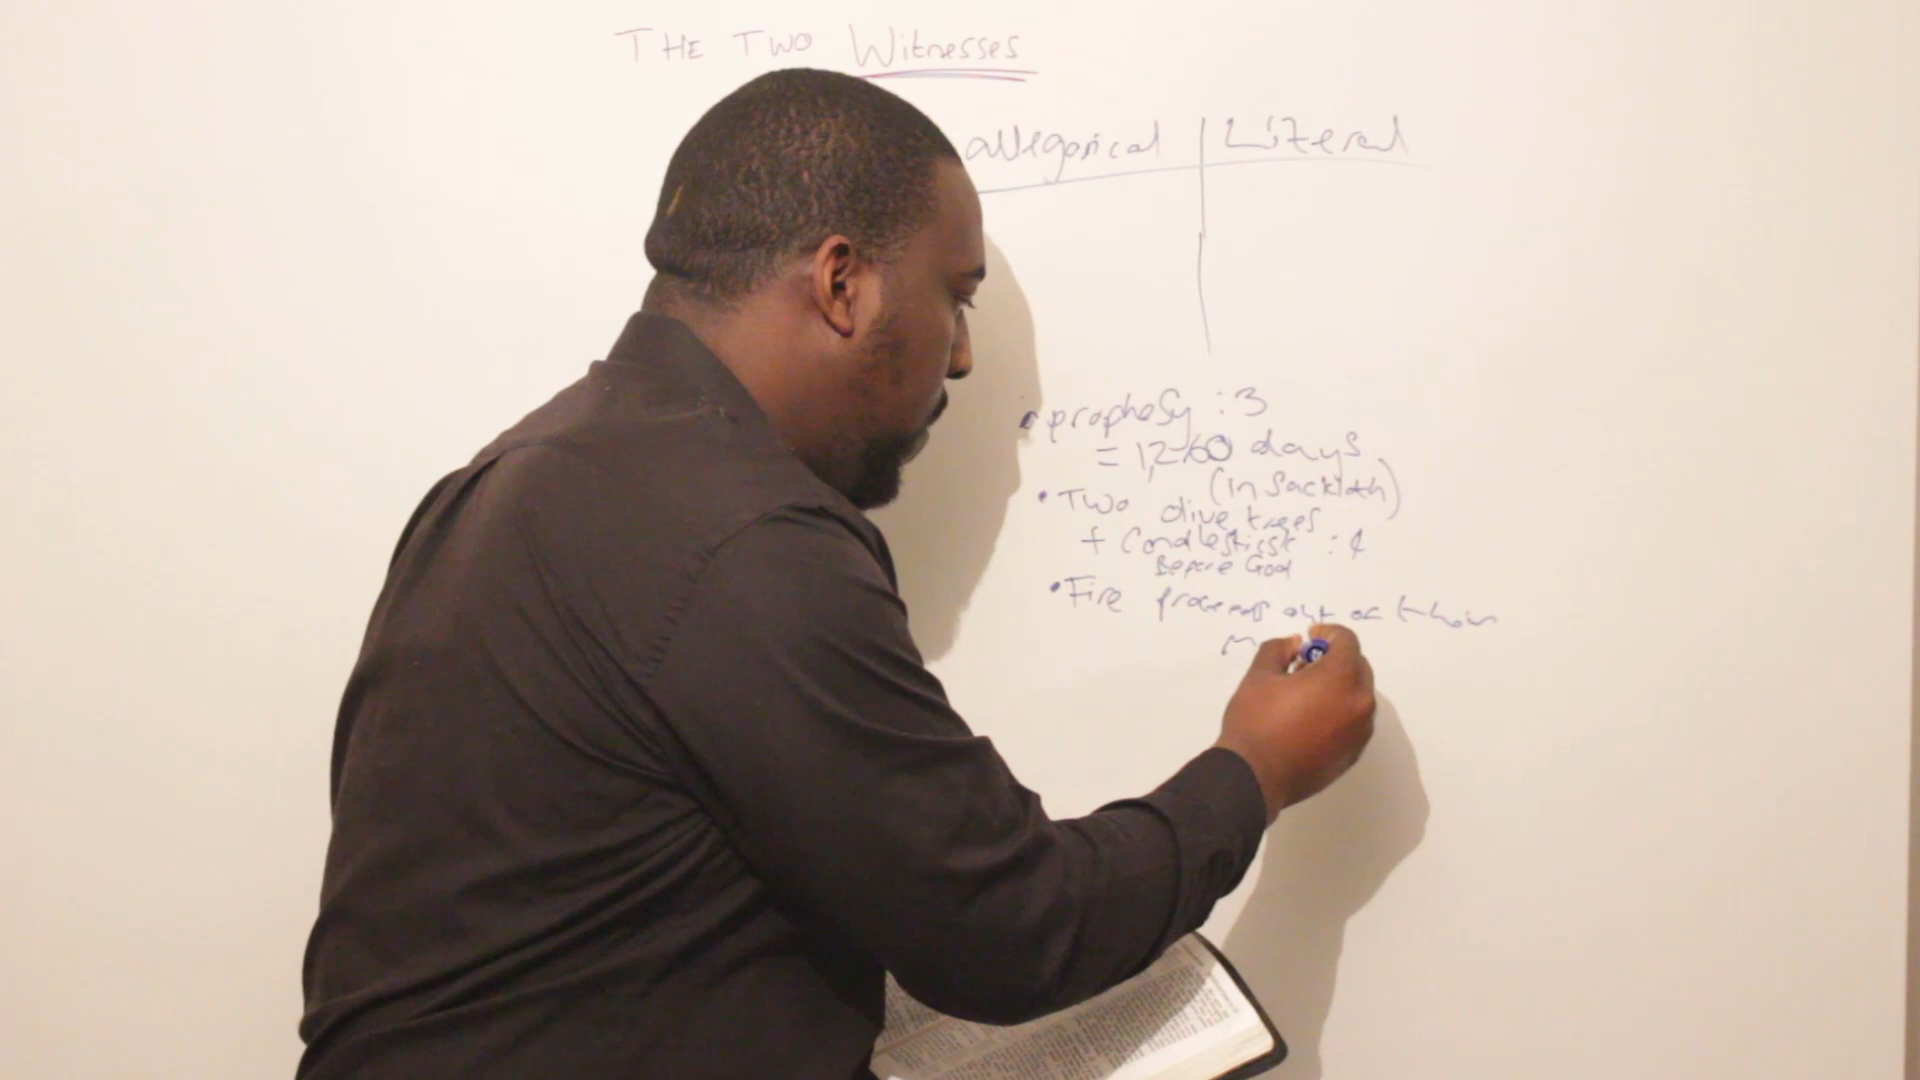 THE TWO Witnesses
allegorical | Literal
• prophesy : 3
= 1,260 days
(in Sackloth)
• Two olive trees
+ Candlesticst : 4
Before God
• Fire proceeds out of their
m